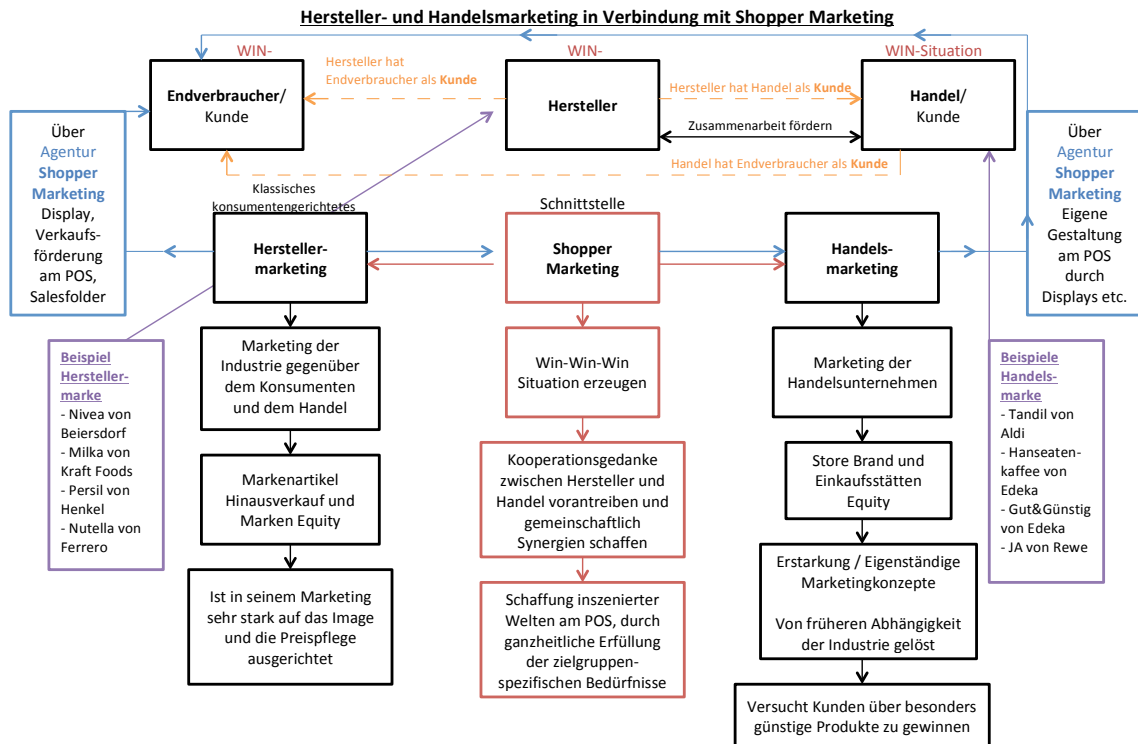 Hersteller- und Handelsmarketing in Verbindung mit Shopper Marketing
WIN-
WIN-
WIN-Situation
Endverbraucher/
Kunde
Hersteller hat
Endverbraucher als Kunde
Hersteller
Hersteller hat Handel als Kunde
Zusammenarbeit fördern
Handel/
Kunde
Handel hat Endverbraucher als Kunde
Über
Agentur
Shopper
Marketing
Display,
Verkaufs-
förderung
am POS,
Salesfolder
Über
Agentur
Shopper
Marketing
Eigene
Gestaltung
am POS
durch
Displays etc.
Klassisches
konsumentengerichtetes
Hersteller-
marketing
Schnittstelle
Shopper
Marketing
Handels-
marketing
Beispiel
Hersteller-
marke
- Nivea von
Beiersdorf
- Milka von
Kraft Foods
- Persil von
Henkel
- Nutella von
Ferrero
Marketing der
Industrie gegenüber
dem Konsumenten
und dem Handel
Markenartikel
Hinausverkauf und
Marken Equity
Ist in seinem Marketing
sehr stark auf das Image
und die Preispflege
ausgerichtet
Win-Win-Win
Situation erzeugen
Kooperationsgedanke
zwischen Hersteller und
Handel vorantreiben und
gemeinschaftlich
Synergien schaffen
Schaffung inszenierter
Welten am POS, durch
ganzheitliche Erfüllung
der zielgruppen-
spezifischen Bedürfnisse
Marketing der
Handelsunternehmen
Store Brand und
Einkaufsstätten
Equity
Erstarkung / Eigenständige
Marketingkonzepte
Von früheren Abhängigkeit
der Industrie gelöst
Versucht Kunden über besonders
günstige Produkte zu gewinnen
Beispiele
Handels-
marke
- Tandil von
Aldi
- Hanseaten-
kaffee von
Edeka
- Gut&Günstig
von Edeka
- JA von Rewe